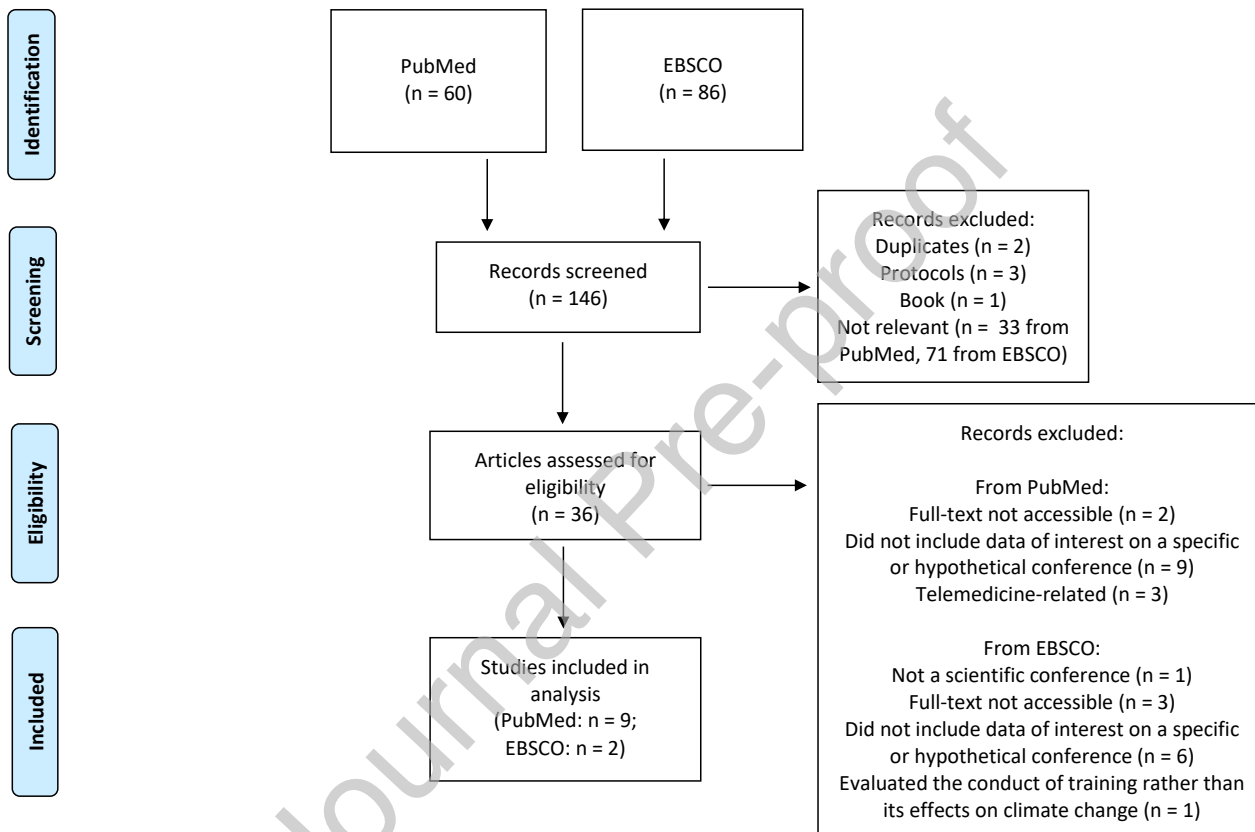 Identification
PubMed
(n = 60)
EBSCO
(n = 86)
Screening
Records screened
(n = 146)
Records excluded:
Duplicates (n = 2)
Protocols (n = 3)
Book (n = 1)
Not relevant (n = 33 from
PubMed, 71 from EBSCO)
Eligibility
Articles assessed for
eligibility
(n = 36)
Records excluded:
From PubMed:
Full-text not accessible (n = 2)
Did not include data of interest on a specific
or hypothetical conference (n = 9)
Telemedicine-related (n = 3)
From EBSCO:
Not a scientific conference (n = 1)
Full-text not accessible (n = 3)
Did not include data of interest on a specific
or hypothetical conference (n = 6)
Evaluated the conduct of training rather than
its effects on climate change (n = 1)
Included
Studies included in
analysis
(PubMed: n = 9;
EBSCO: n = 2)
Journal Pre-proof